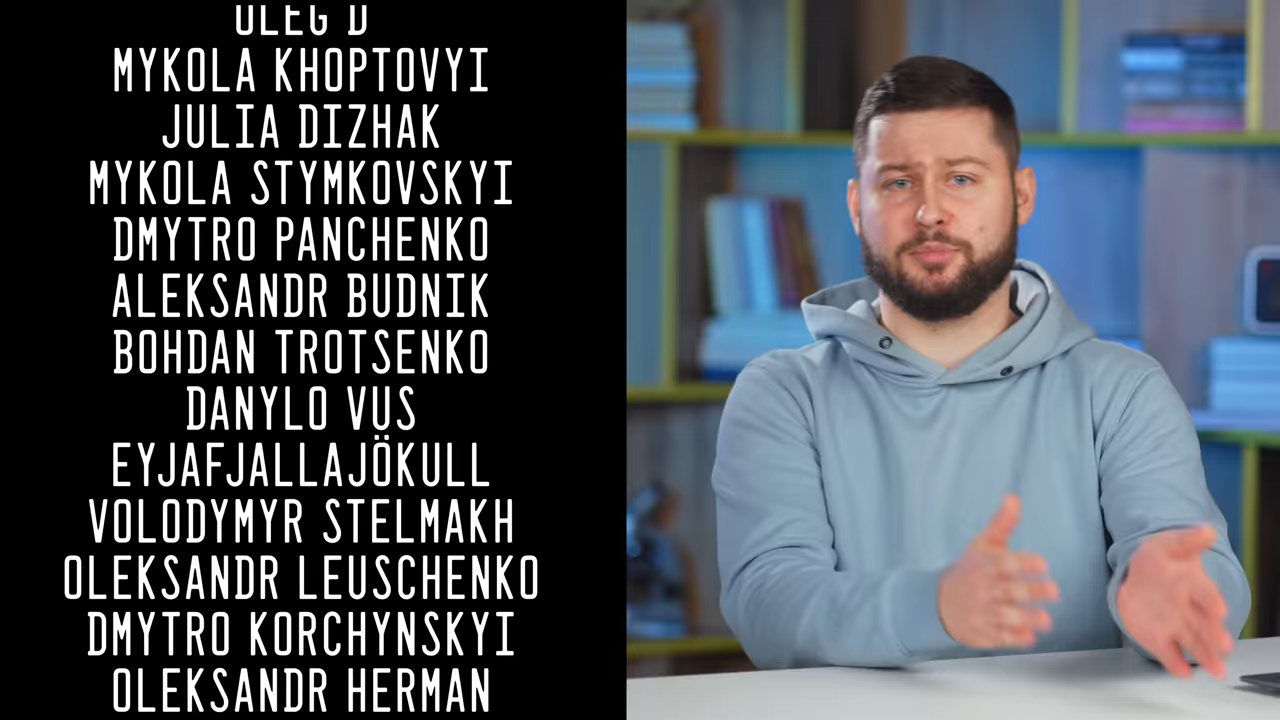 OLEG D
MYKOLA KHOPTOVYI
JULIA DIZHAK
MYKOLA STYMKOVSKYI
DMYTRO PANCHENKO
ALEKSANDR BUDNIK
BOHDAN TROTSENKO
DANYLO VUS
EYJAFJALLAJÖKULL
VOLODYMYR STELMAKH
OLEKSANDR LEUSCHENKO
DMYTRO KORCHYNSKYI
OLEKSANDR HERMAN